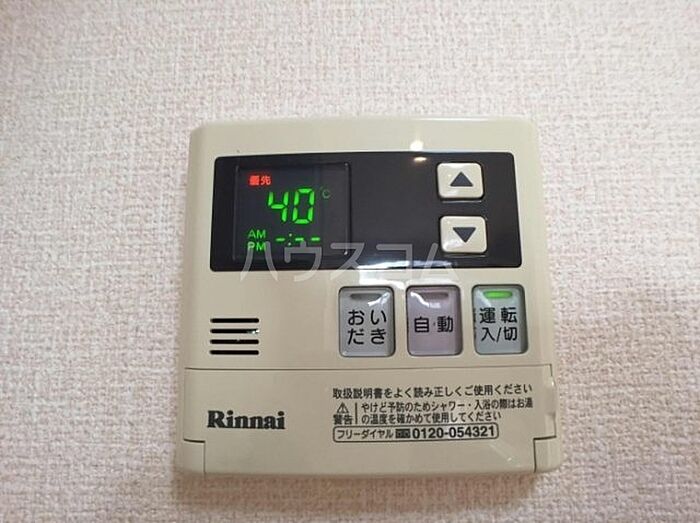 優先
40℃
AM
PM -:--
ハウスコム
おい
だき
自動
運転
入/切
取扱説明書をよく読み正しくご使用ください
警告 やけど予防のためシャワー・入浴の際はお湯
の温度を確かめて使用してください
Rinnai
フリーダイヤル 0120-054321